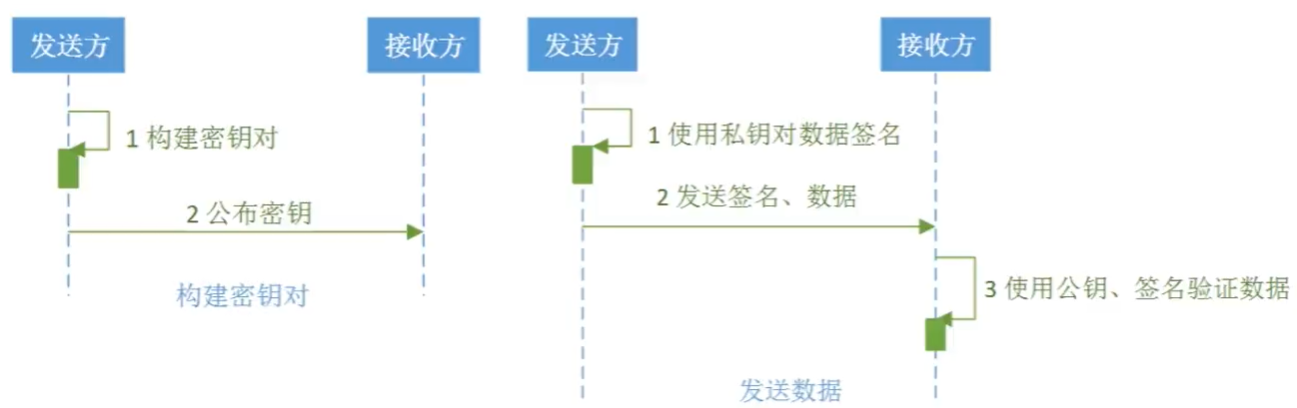 发送方
接收方
1 构建密钥对
2 公布密钥
构建密钥对
发送方
接收方
1 使用私钥对数据签名
2 发送签名、数据
3 使用公钥、签名验证数据
发送数据